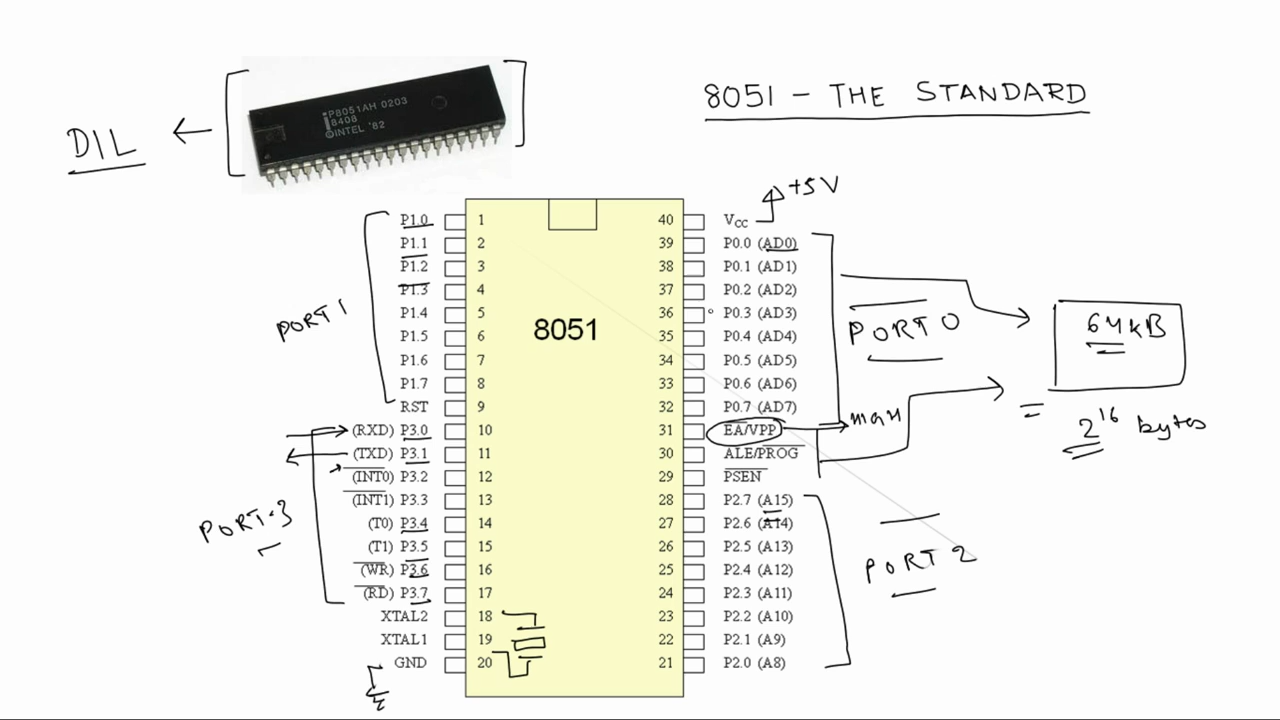 8051 – THE STANDARD
iP8051AH 0203
8408
©INTEL '82
DIL
+5V
P1.0 1 40 VCC
P1.1 2 39 P0.0 (AD0)
P1.2 3 38 P0.1 (AD1)
P1.3 4 37 P0.2 (AD2)
P1.4 5 36 P0.3 (AD3)
P1.5 6 35 P0.4 (AD4)
P1.6 7 34 P0.5 (AD5)
P1.7 8 33 P0.6 (AD6)
RST 9 32 P0.7 (AD7)
(RXD) P3.0 10 31 EA/VPP
(TXD) P3.1 11 30 ALE/PROG
(INT0) P3.2 12 29 PSEN
(INT1) P3.3 13 28 P2.7 (A15)
(T0) P3.4 14 27 P2.6 (A14)
(T1) P3.5 15 26 P2.5 (A13)
(WR) P3.6 16 25 P2.4 (A12)
(RD) P3.7 17 24 P2.3 (A11)
XTAL2 18 23 P2.2 (A10)
XTAL1 19 22 P2.1 (A9)
GND 20 21 P2.0 (A8)
8051
PORT 1
PORT-3
PORT 0
max
PORT 2
64kB
= 2^16 bytes